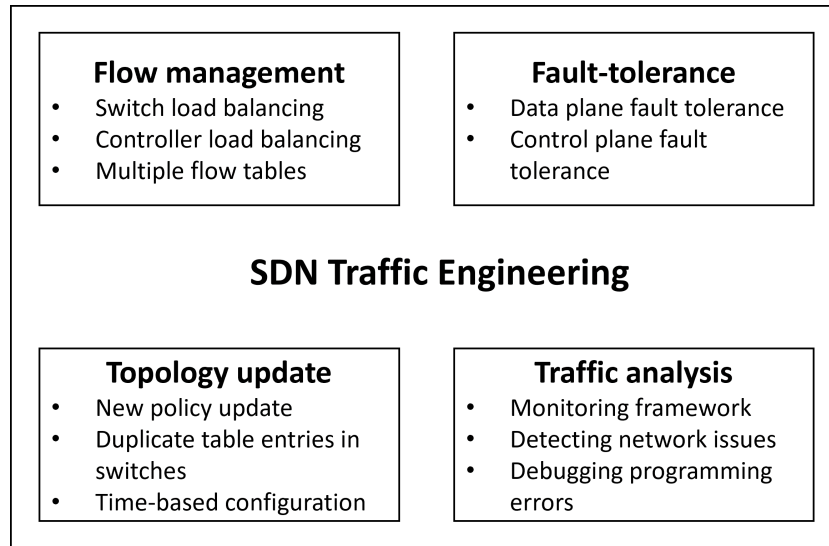 Flow management
• Switch load balancing
• Controller load balancing
• Multiple flow tables
Fault-tolerance
• Data plane fault tolerance
• Control plane fault
tolerance
SDN Traffic Engineering
Topology update
• New policy update
• Duplicate table entries in
switches
• Time-based configuration
Traffic analysis
• Monitoring framework
• Detecting network issues
• Debugging programming
errors